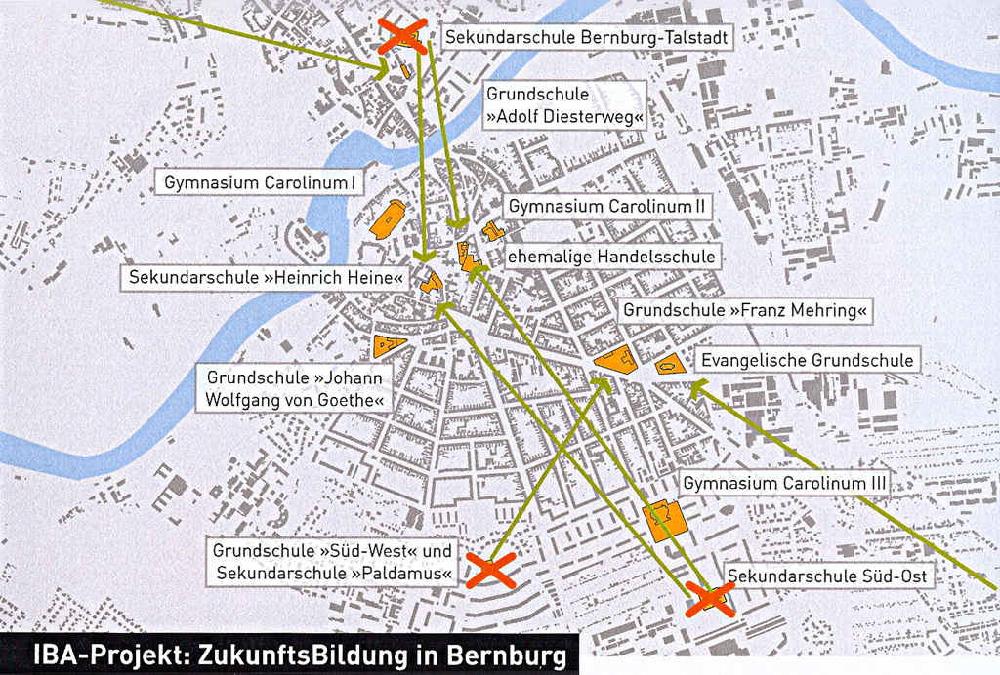 Sekundarschule Bernburg-Talstadt
Grundschule
»Adolf Diesterweg«
Gymnasium Carolinum I
Gymnasium Carolinum II
ehemalige Handelsschule
Sekundarschule »Heinrich Heine«
Grundschule »Franz Mehring«
Evangelische Grundschule
Grundschule »Johann
Wolfgang von Goethe«
Gymnasium Carolinum III
Grundschule »Süd-West« und
Sekundarschule »Paldamus«
Sekundarschule Süd-Ost
IBA-Projekt: ZukunftsBildung in Bernburg